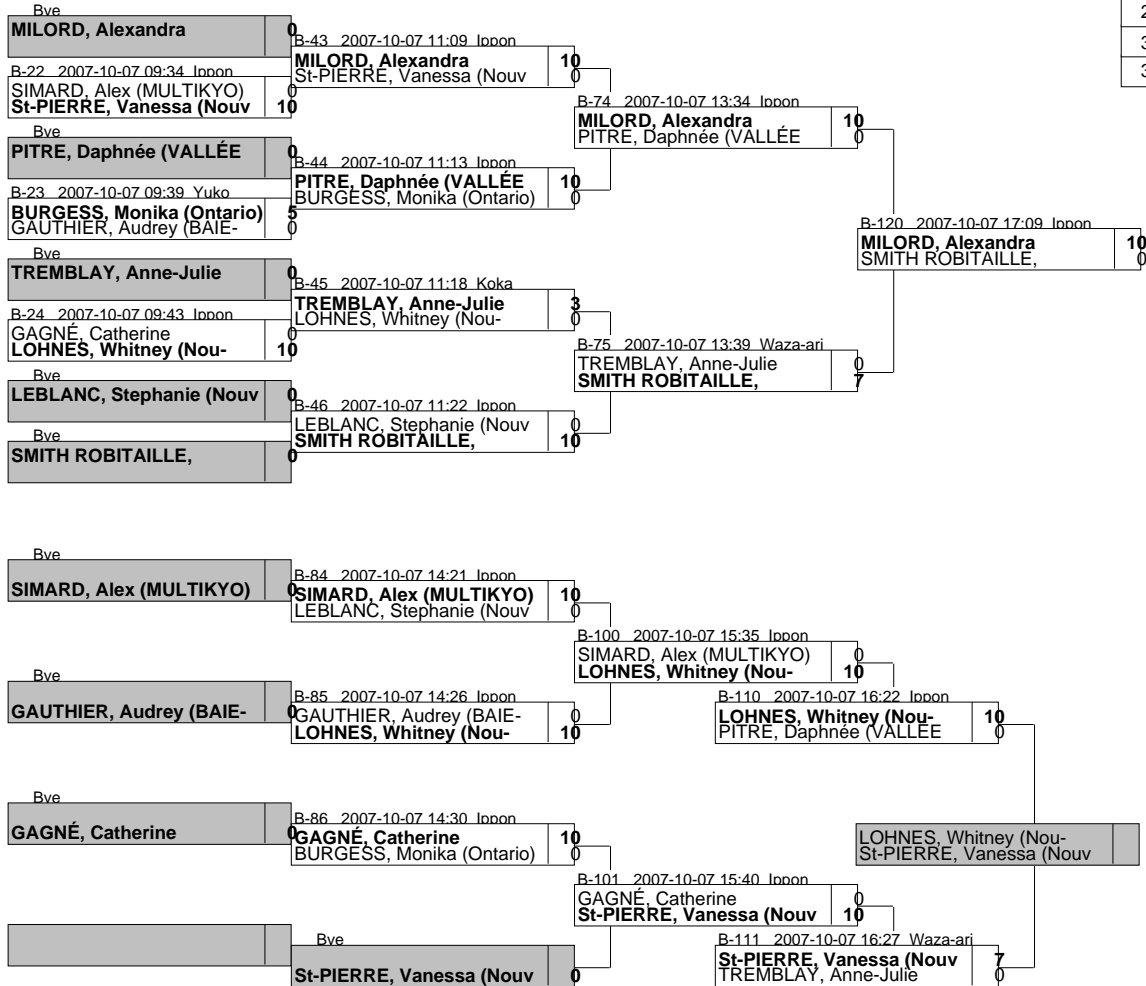 Bye
MILORD, Alexandra 0
B-22 2007-10-07 09:34 Ippon
SIMARD, Alex (MULTIKYO) 0
St-PIERRE, Vanessa (Nouv 10
Bye
PITRE, Daphnée (VALLÉE 0
B-23 2007-10-07 09:39 Yuko
BURGESS, Monika (Ontario) 5
GAUTHIER, Audrey (BAIE- 0
Bye
TREMBLAY, Anne-Julie 0
B-24 2007-10-07 09:43 Ippon
GAGNÉ, Catherine 0
LOHNES, Whitney (Nou- 10
Bye
LEBLANC, Stephanie (Nouv 0
Bye
SMITH ROBITAILLE, 0
B-43 2007-10-07 11:09 Ippon
MILORD, Alexandra 10
St-PIERRE, Vanessa (Nouv 0
B-44 2007-10-07 11:13 Ippon
PITRE, Daphnée (VALLÉE 10
BURGESS, Monika (Ontario) 0
B-45 2007-10-07 11:18 Koka
TREMBLAY, Anne-Julie 3
LOHNES, Whitney (Nou- 0
B-46 2007-10-07 11:22 Ippon
LEBLANC, Stephanie (Nouv 0
SMITH ROBITAILLE, 10
B-74 2007-10-07 13:34 Ippon
MILORD, Alexandra 10
PITRE, Daphnée (VALLÉE 0
B-75 2007-10-07 13:39 Waza-ari
TREMBLAY, Anne-Julie 0
SMITH ROBITAILLE, 7
B-120 2007-10-07 17:09 Ippon
MILORD, Alexandra 10
SMITH ROBITAILLE, 0
2
3
3
Bye
SIMARD, Alex (MULTIKYO) 0
Bye
GAUTHIER, Audrey (BAIE- 0
Bye
GAGNÉ, Catherine 0
B-84 2007-10-07 14:21 Ippon
SIMARD, Alex (MULTIKYO) 10
LEBLANC, Stephanie (Nouv 0
B-85 2007-10-07 14:26 Ippon
GAUTHIER, Audrey (BAIE- 0
LOHNES, Whitney (Nou- 10
B-86 2007-10-07 14:30 Ippon
GAGNÉ, Catherine 10
BURGESS, Monika (Ontario) 0
Bye
St-PIERRE, Vanessa (Nouv 0
B-100 2007-10-07 15:35 Ippon
SIMARD, Alex (MULTIKYO) 0
LOHNES, Whitney (Nou- 10
B-101 2007-10-07 15:40 Ippon
GAGNÉ, Catherine 0
St-PIERRE, Vanessa (Nouv 10
B-110 2007-10-07 16:22 Ippon
LOHNES, Whitney (Nou- 10
PITRE, Daphnée (VALLÉE 0
B-111 2007-10-07 16:27 Waza-ari
St-PIERRE, Vanessa (Nouv 7
TREMBLAY, Anne-Julie 0
LOHNES, Whitney (Nou-
St-PIERRE, Vanessa (Nouv